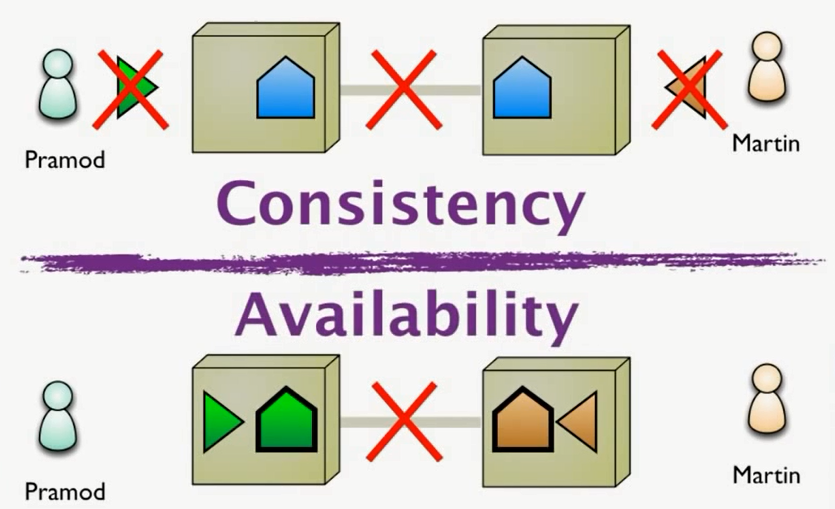 Pramod
Martin
Consistency
Availability
Pramod
Martin